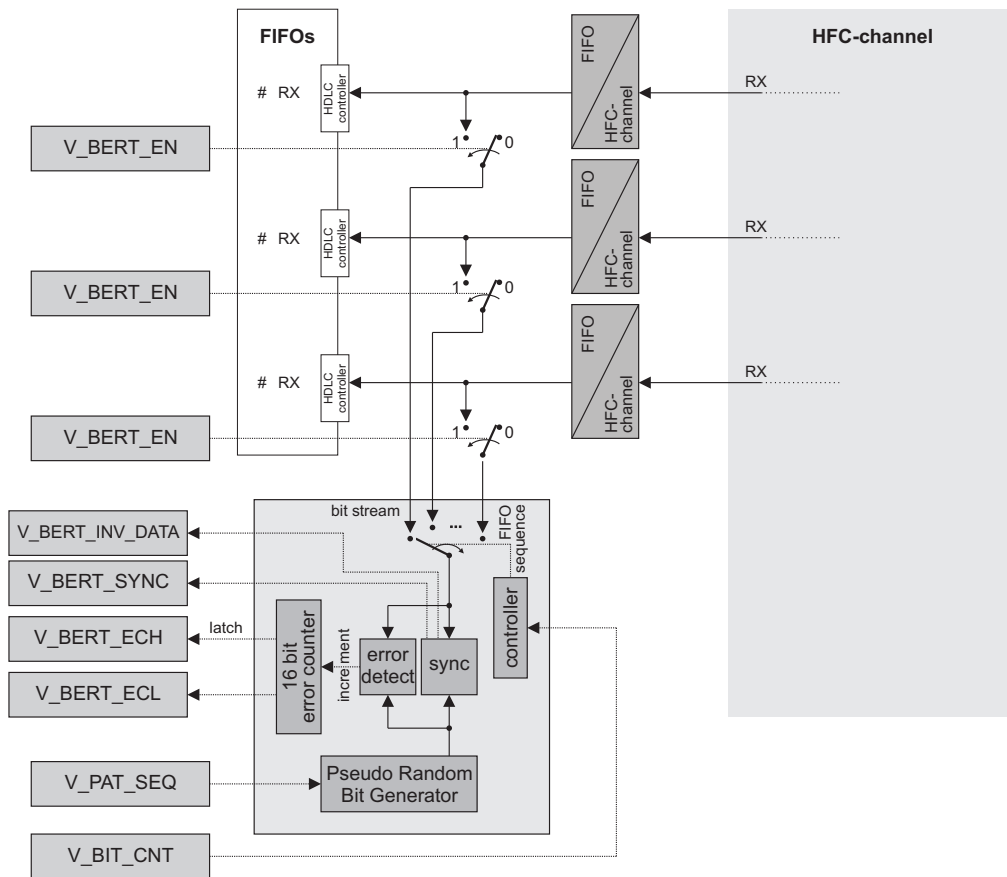 FIFOs
HFC-channel
# RX
HDLC
controller
FIFO
HFC-
channel
RX
V_BERT_EN
1
0
# RX
HDLC
controller
FIFO
HFC-
channel
RX
V_BERT_EN
1
0
# RX
HDLC
controller
FIFO
HFC-
channel
RX
V_BERT_EN
1
0
bit stream
...
FIFO
sequence
V_BERT_INV_DATA
V_BERT_SYNC
V_BERT_ECH
latch
V_BERT_ECL
16 bit
error counter
increment
error
detect
sync
controller
V_PAT_SEQ
Pseudo Random
Bit Generator
V_BIT_CNT